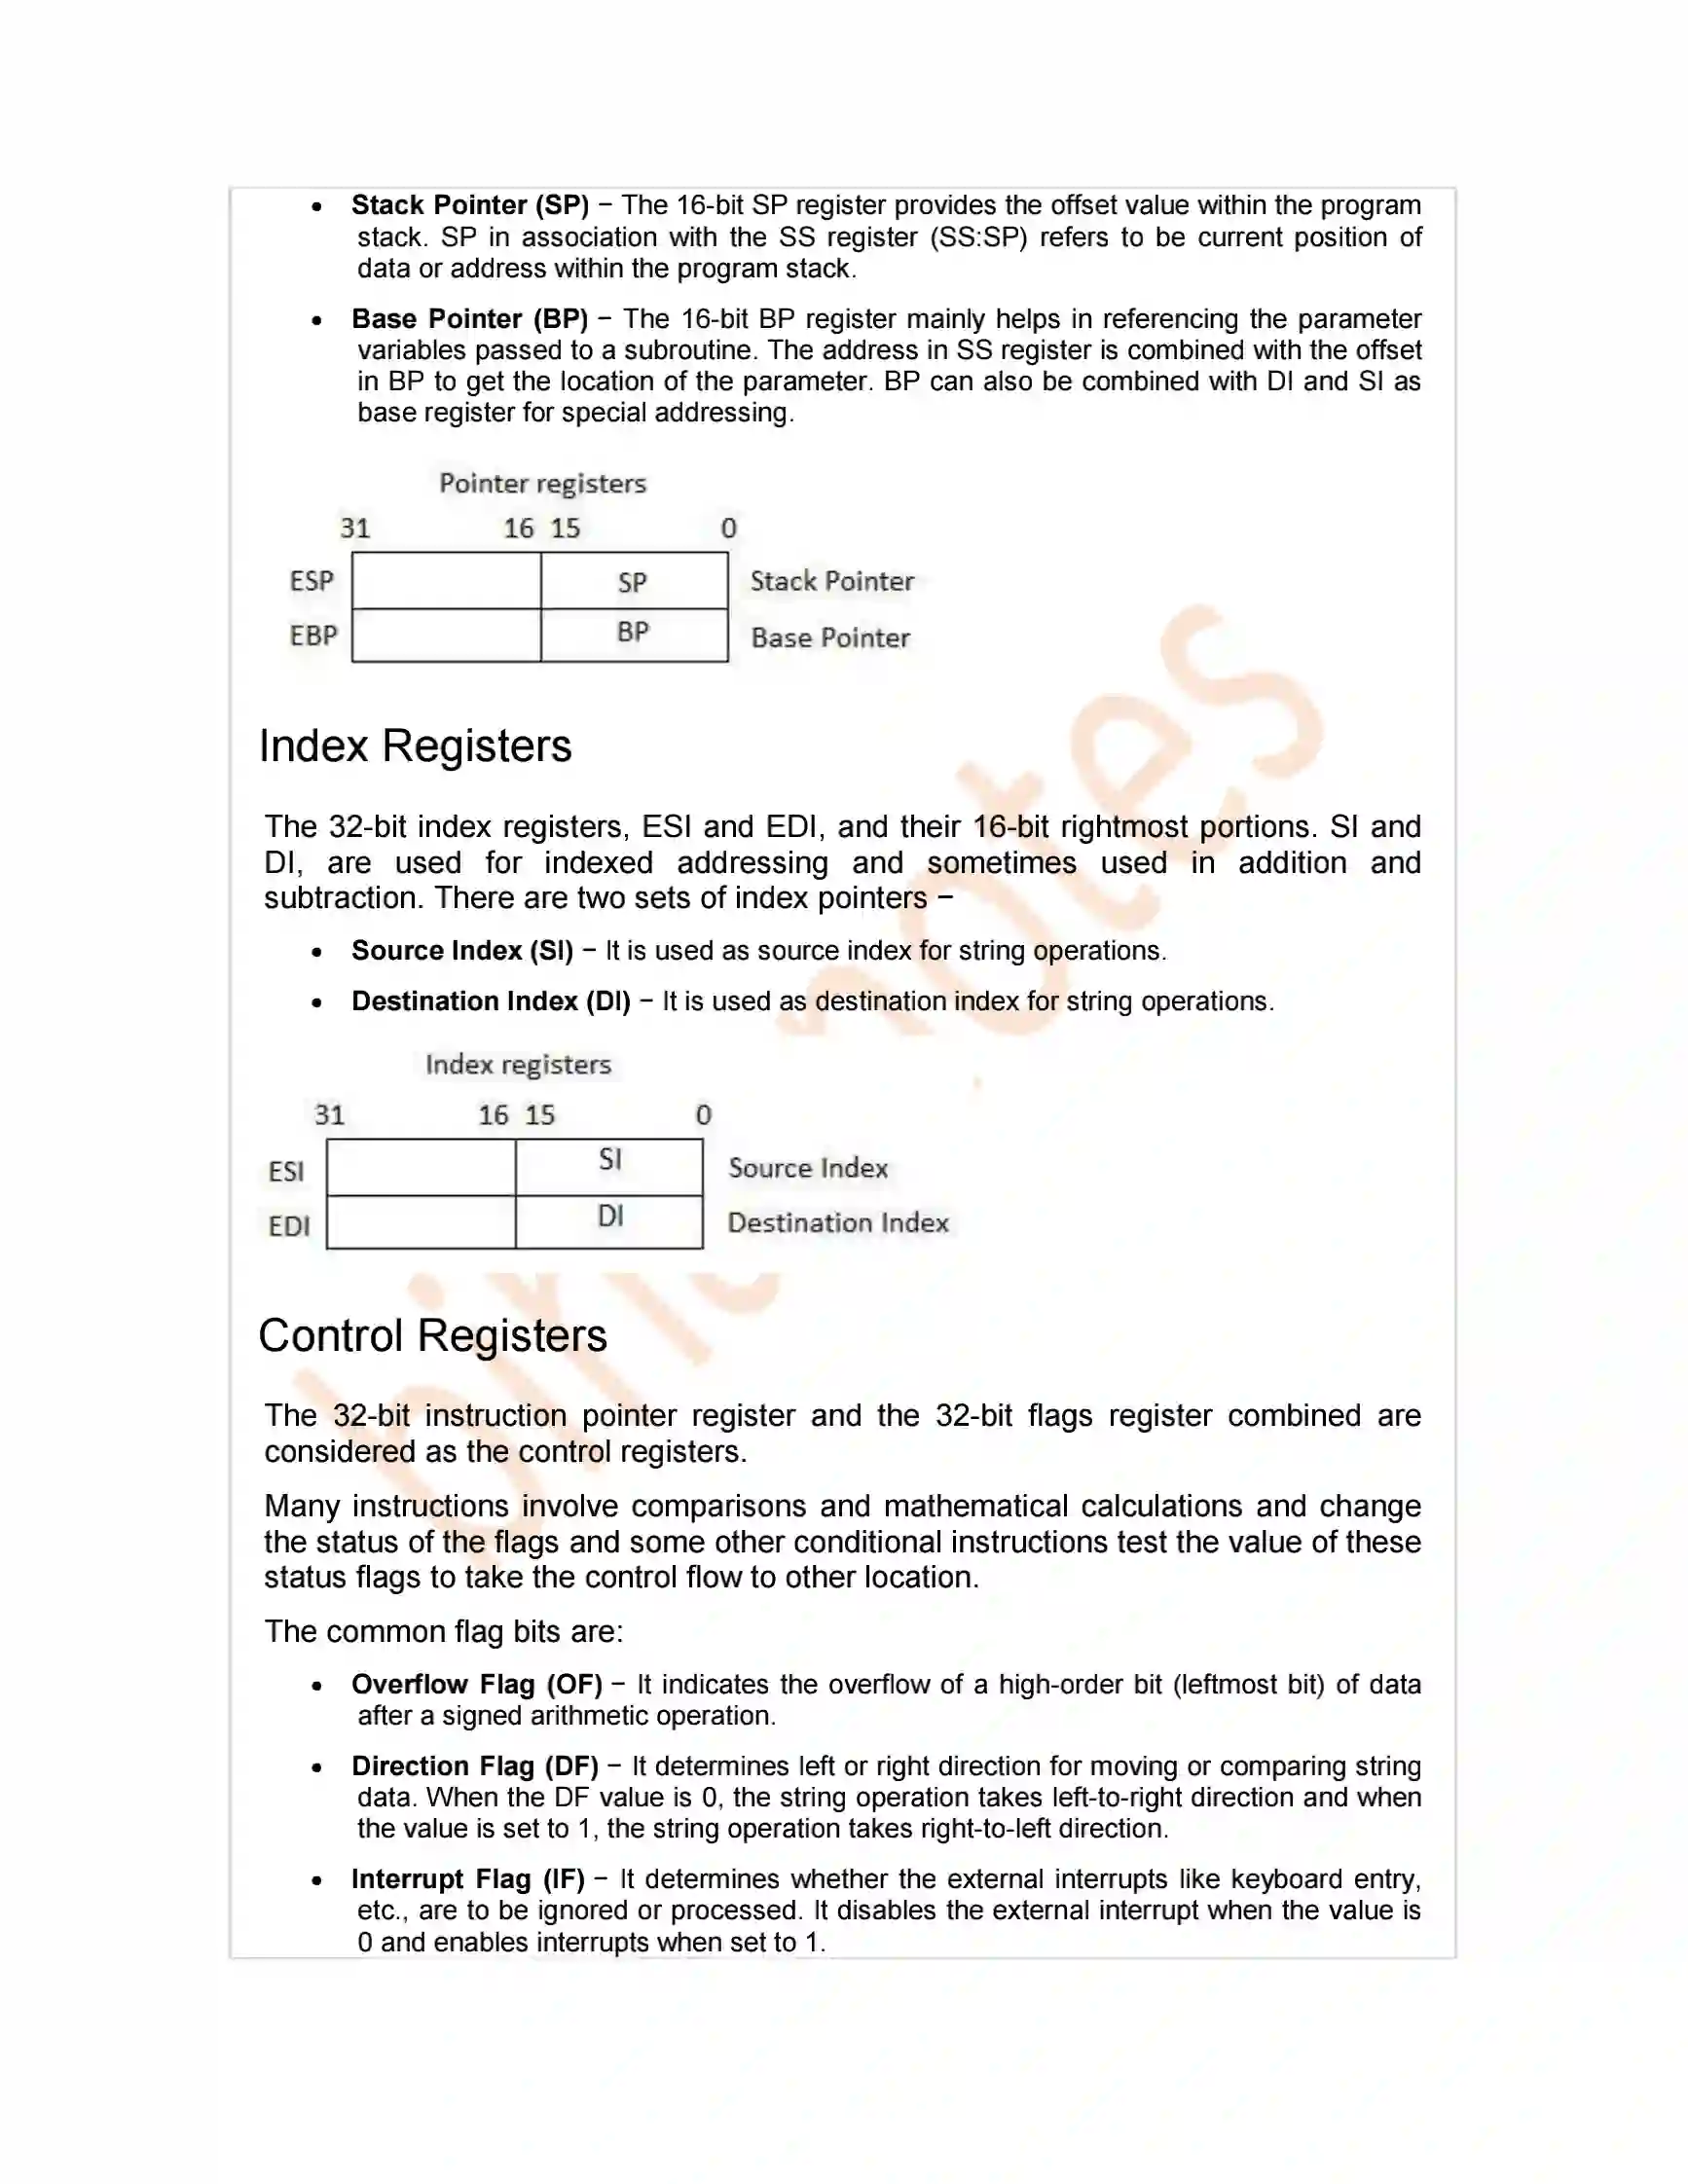 • Stack Pointer (SP) − The 16-bit SP register provides the offset value within the program
stack. SP in association with the SS register (SS:SP) refers to be current position of
data or address within the program stack.
• Base Pointer (BP) − The 16-bit BP register mainly helps in referencing the parameter
variables passed to a subroutine. The address in SS register is combined with the offset
in BP to get the location of the parameter. BP can also be combined with DI and SI as
base register for special addressing.
Pointer registers
31 16 15 0
ESP SP Stack Pointer
EBP BP Base Pointer
Index Registers
The 32-bit index registers, ESI and EDI, and their 16-bit rightmost portions. SI and
DI, are used for indexed addressing and sometimes used in addition and
subtraction. There are two sets of index pointers −
• Source Index (SI) − It is used as source index for string operations.
• Destination Index (DI) − It is used as destination index for string operations.
Index registers
31 16 15 0
ESI SI Source Index
EDI DI Destination Index
Control Registers
The 32-bit instruction pointer register and the 32-bit flags register combined are
considered as the control registers.
Many instructions involve comparisons and mathematical calculations and change
the status of the flags and some other conditional instructions test the value of these
status flags to take the control flow to other location.
The common flag bits are:
• Overflow Flag (OF) − It indicates the overflow of a high-order bit (leftmost bit) of data
after a signed arithmetic operation.
• Direction Flag (DF) − It determines left or right direction for moving or comparing string
data. When the DF value is 0, the string operation takes left-to-right direction and when
the value is set to 1, the string operation takes right-to-left direction.
• Interrupt Flag (IF) − It determines whether the external interrupts like keyboard entry,
etc., are to be ignored or processed. It disables the external interrupt when the value is
0 and enables interrupts when set to 1.